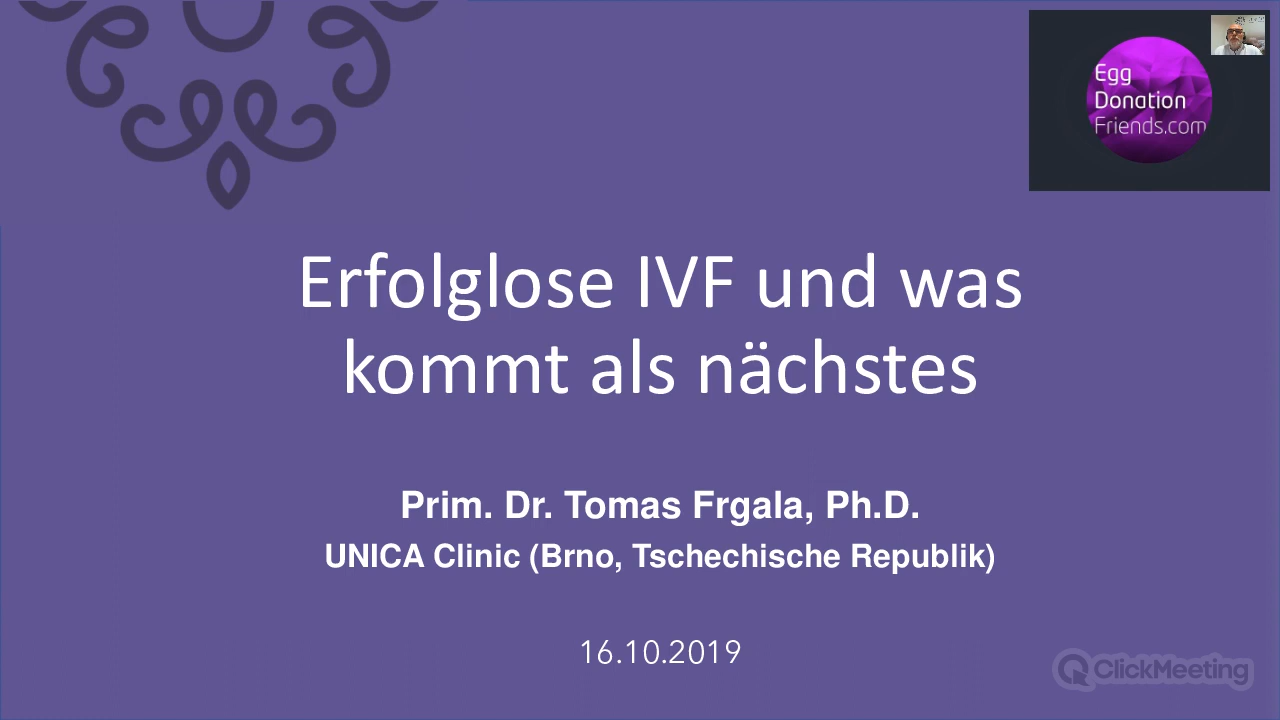 Egg
Donation
Friends.com
Erfolglose IVF und was
kommt als nächstes
Prim. Dr. Tomas Frgala, Ph.D.
UNICA Clinic (Brno, Tschechische Republik)
16.10.2019
ClickMeeting